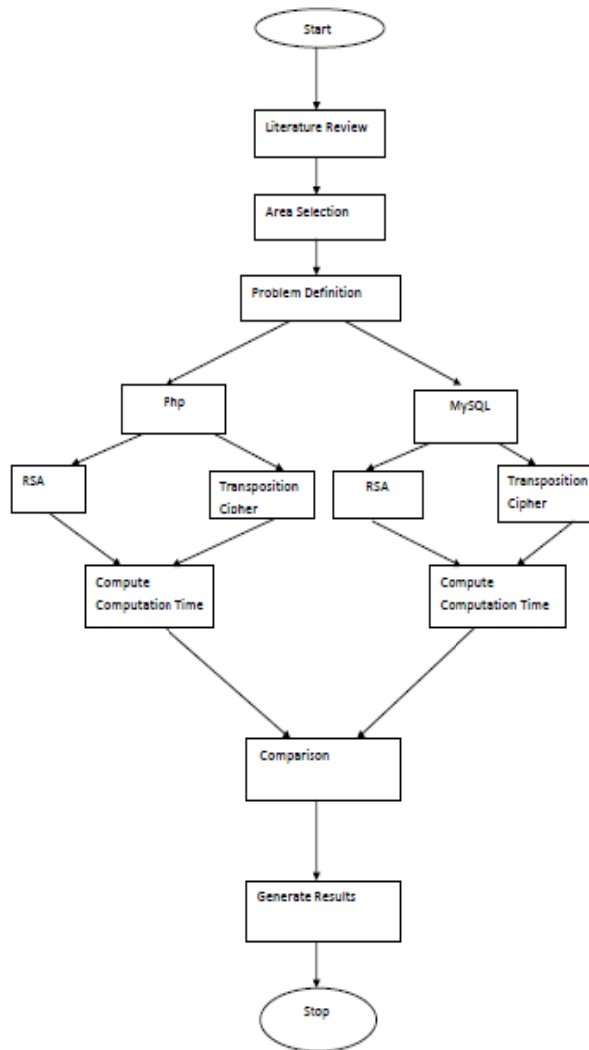 Start
Literature Review
Area Selection
Problem Definition
Php
MySQL
RSA
Transposition
Cipher
RSA
Transposition
Cipher
Compute
Computation Time
Compute
Computation Time
Comparison
Generate Results
Stop